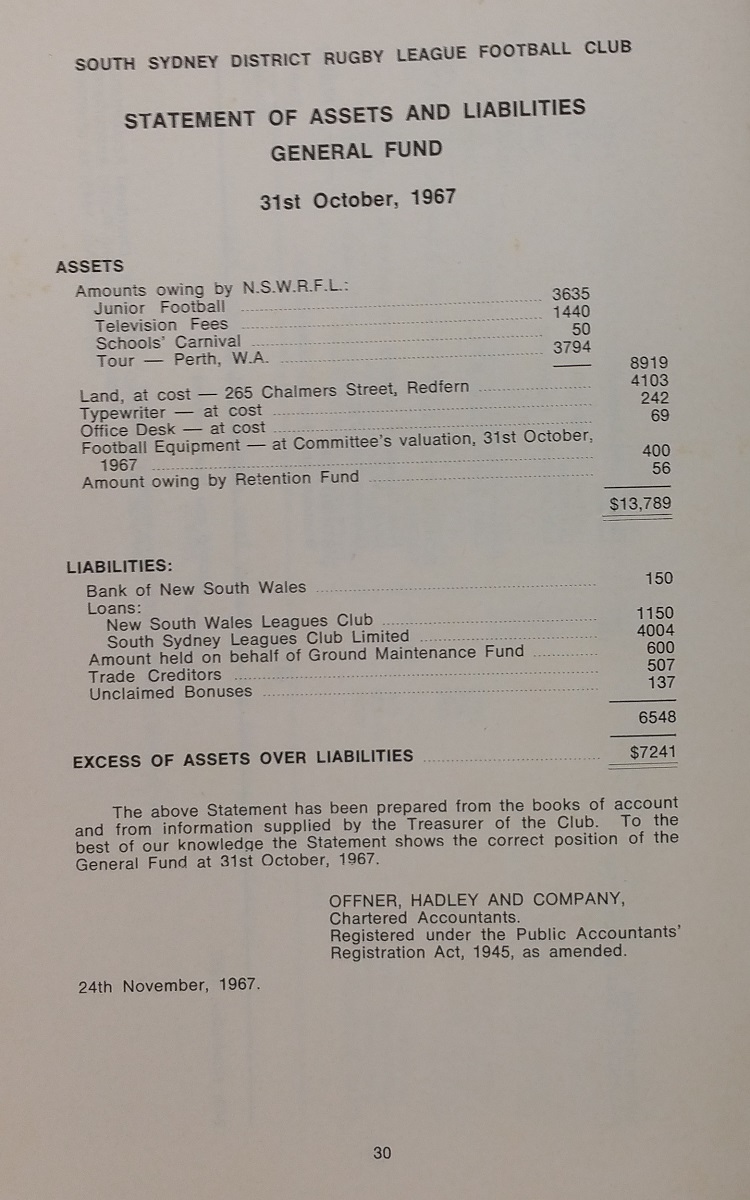 SOUTH SYDNEY DISTRICT RUGBY LEAGUE FOOTBALL CLUB
STATEMENT OF ASSETS AND LIABILITIES
GENERAL FUND
31st October, 1967
ASSETS
Amounts owing by N.S.W.R.F.L.:
Junior Football 3635
Television Fees 1440
Schools' Carnival 50
Tour — Perth, W.A. 3794
8919
Land, at cost — 265 Chalmers Street, Redfern 4103
Typewriter — at cost 242
Office Desk — at cost 69
Football Equipment — at Committee's valuation, 31st October,
1967 400
Amount owing by Retention Fund 56
$13,789
LIABILITIES:
Bank of New South Wales 150
Loans:
New South Wales Leagues Club 1150
South Sydney Leagues Club Limited 4004
Amount held on behalf of Ground Maintenance Fund 600
Trade Creditors 507
Unclaimed Bonuses 137
6548
EXCESS OF ASSETS OVER LIABILITIES $7241
The above Statement has been prepared from the books of account
and from information supplied by the Treasurer of the Club. To the
best of our knowledge the Statement shows the correct position of the
General Fund at 31st October, 1967.
OFFNER, HADLEY AND COMPANY,
Chartered Accountants.
Registered under the Public Accountants'
Registration Act, 1945, as amended.
24th November, 1967.
30